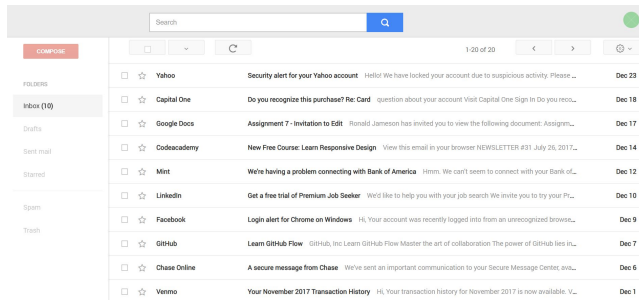 Search
COMPOSE
1-20 of 20
FOLDERS
Inbox (10)
Drafts
Sent mail
Starred
Spam
Trash
Yahoo Security alert for your Yahoo account Hello! We have locked your account due to suspicious activity. Please ... Dec 23
Capital One Do you recognize this purchase? Re: Card question about your account Visit Capital One Sign In Do you reco... Dec 18
Google Docs Assignment 7 - Invitation to Edit Ronald Jameson has invited you to view the following document: Assignm... Dec 17
Codeacademy New Free Course: Learn Responsive Design View this email in your browser NEWSLETTER #31 July 26, 2017... Dec 14
Mint We're having a problem connecting with Bank of America Hmm. We can't seem to connect with your Bank of... Dec 12
LinkedIn Get a free trial of Premium Job Seeker We'd like to help you with your job search We invite you to try your Pr... Dec 10
Facebook Login alert for Chrome on Windows Hi, Your account was recently logged into from an unrecognized browse... Dec 9
GitHub Learn GitHub Flow GitHub, Inc Learn GitHub Flow Master the art of collaboration The power of GitHub lies in... Dec 7
Chase Online A secure message from Chase We've sent an important communication to your Secure Message Center, ava... Dec 6
Venmo Your November 2017 Transaction History Hi, Your transaction history for November 2017 is now available. V... Dec 1